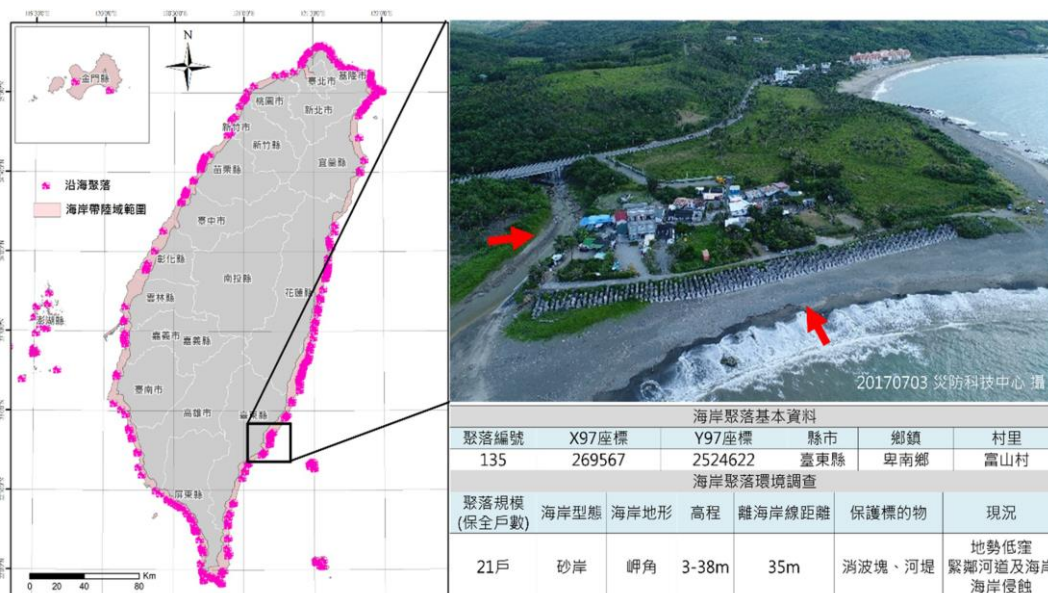 N
金門縣
基隆市
臺北市
桃園市
新北市
新竹市
新竹縣
宜蘭縣
苗栗縣
臺中市
彰化縣
南投縣
花蓮縣
雲林縣
澎湖縣
嘉義市
嘉義縣
臺南市
高雄市
臺東縣
屏東縣
沿海聚落
海岸帶陸域範圍
Km
0 20 40 80 120
20170703 災防科技中心 攝
海岸聚落基本資料
聚落編號 X97座標 Y97座標 縣市 鄉鎮 村里
135 269567 2524622 臺東縣 卑南鄉 富山村
海岸聚落環境調查
聚落規模
(保全戶數) 海岸型態 海岸地形 高程 離海岸線距離 保護標的物 現況
21戶 砂岸 岬角 3-38m 35m 消波塊、河堤
地勢低窪
緊鄰河道及海岸
海岸侵蝕